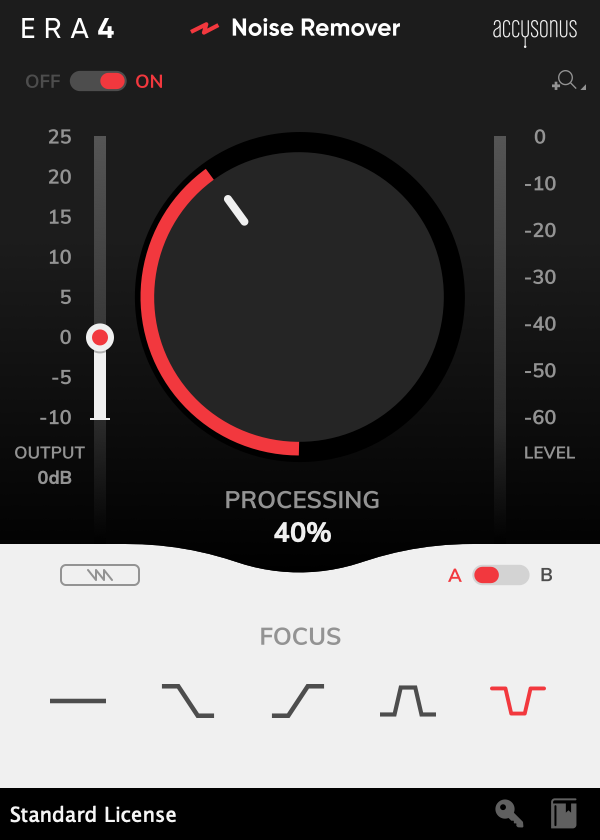 ERA4
Noise Remover
accusonus
OFF
ON
25
20
15
10
5
0
-5
-10
OUTPUT
0dB
0
-10
-20
-30
-40
-50
-60
LEVEL
PROCESSING
40%
A
B
FOCUS
Standard License